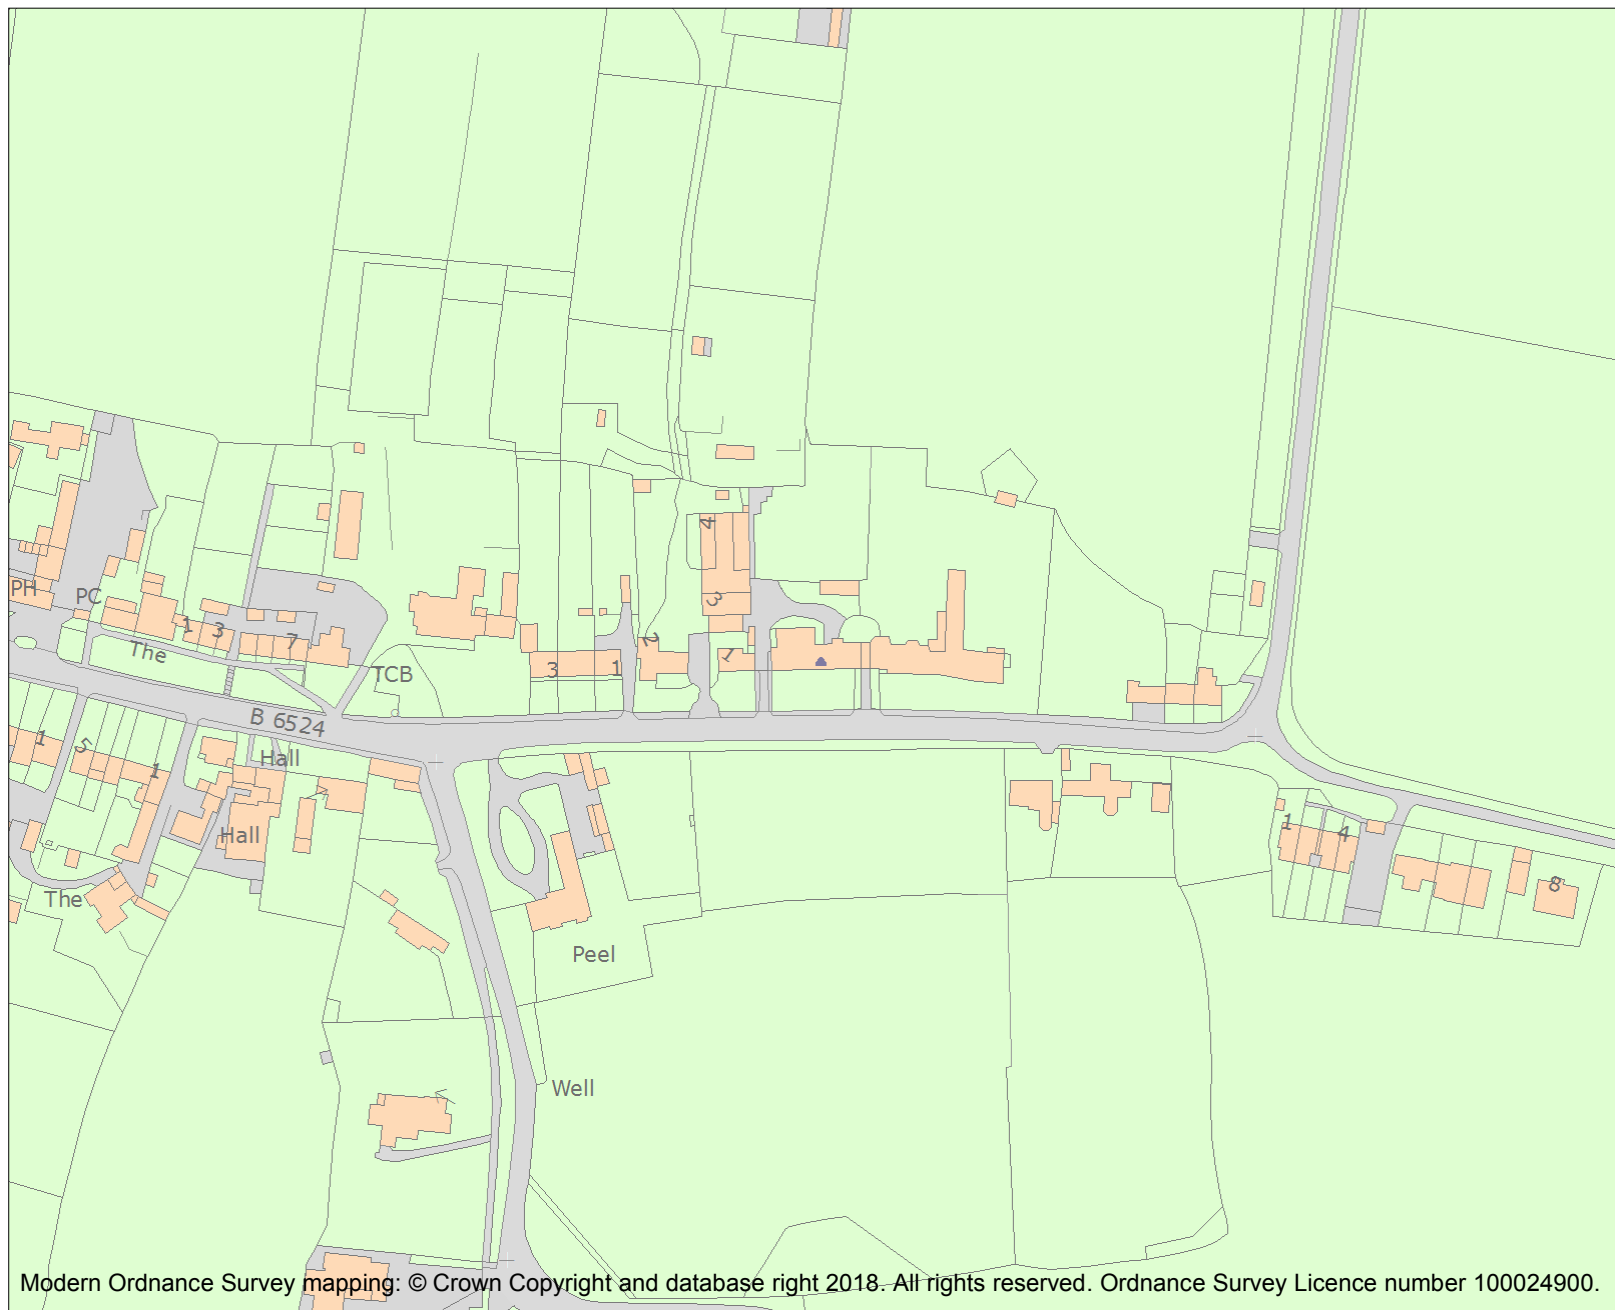 4
PH
PC
3
1
3
7
2
The
1
3
1
TCB
B 6524
1
5
Hall
1
1
4
Hall
8
The
Peel
Well
Modern Ordnance Survey mapping: © Crown Copyright and database right 2018. All rights reserved. Ordnance Survey Licence number 100024900.